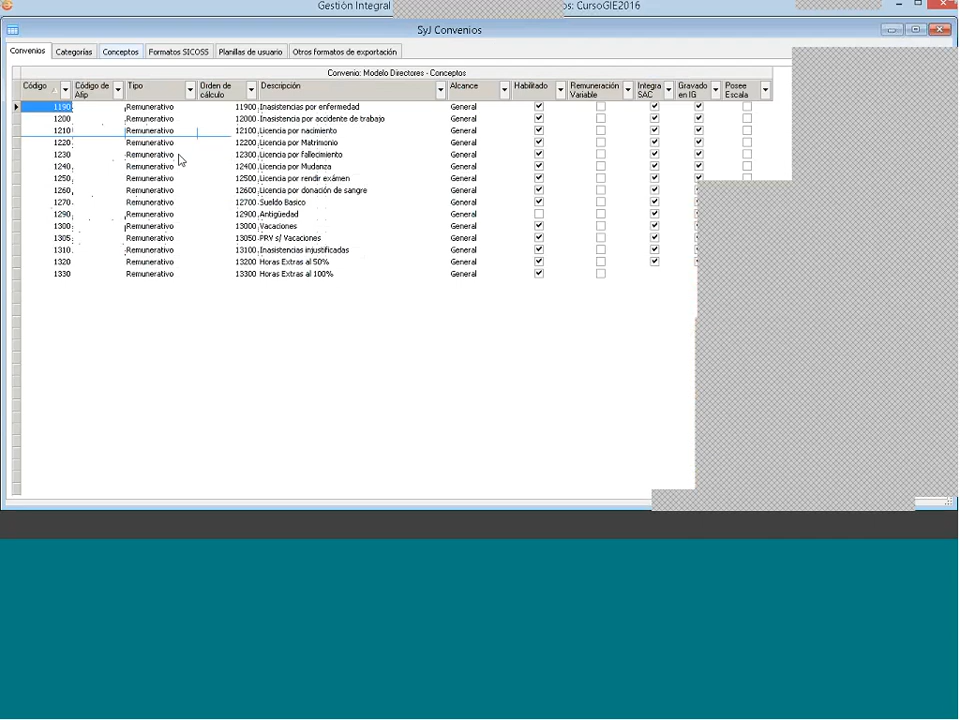 Gestión Integral os: CursoGIE2016
SyJ Convenios
Convenios Categorías Conceptos Formatos SICOSS Planillas de usuario Otros formatos de exportación
Convenio: Modelo Directores - Conceptos
Código Código de Afip Tipo Orden de cálculo Descripción Alcance Habilitado Remuneración Variable Integra SAC Gravado en IG Posee Escala
1190 Remunerativo 11900 Inasistencias por enfermedad General
1200 Remunerativo 12000 Inasistencia por accidente de trabajo General
1210 Remunerativo 12100 Licencia por nacimiento General
1220 Remunerativo 12200 Licencia por Matrimonio General
1230 Remunerativo 12300 Licencia por fallecimiento General
1240 Remunerativo 12400 Licencia por Mudanza General
1250 Remunerativo 12500 Licencia por rendir exámen General
1260 Remunerativo 12600 Licencia por donación de sangre General
1270 Remunerativo 12700 Sueldo Basico General
1290 Remunerativo 12900 Antigüedad General
1300 Remunerativo 13000 Vacaciones General
1305 Remunerativo 13050 PRV s/ Vacaciones General
1310 Remunerativo 13100 Inasistencias injustificadas General
1320 Remunerativo 13200 Horas Extras al 50% General
1330 Remunerativo 13300 Horas Extras al 100% General